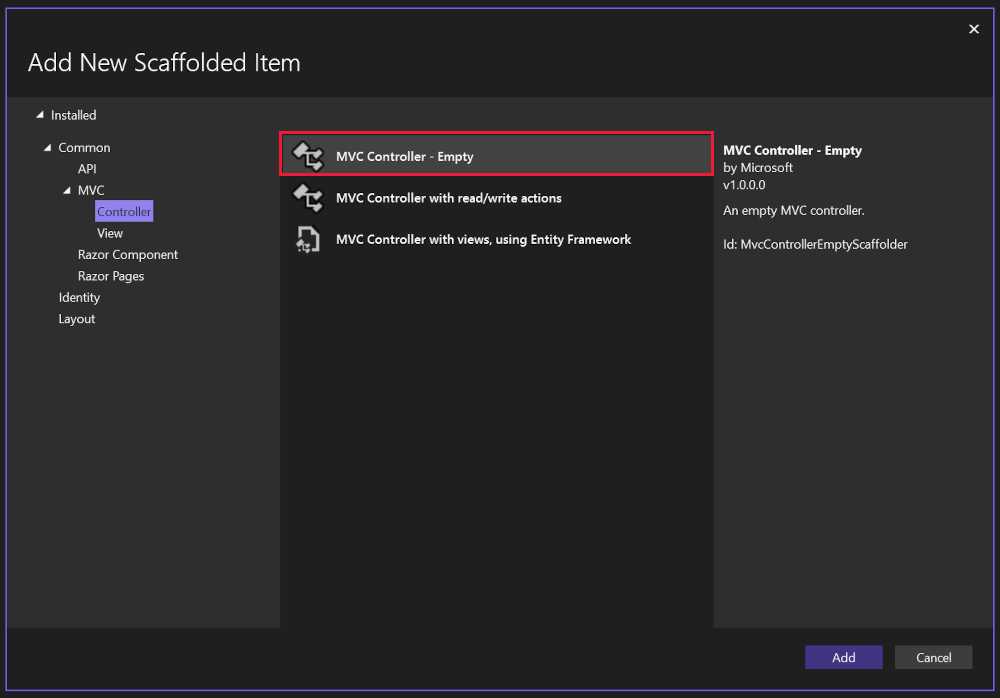 Add New Scaffolded Item
Installed
Common
API
MVC
Controller
View
Razor Component
Razor Pages
Identity
Layout
MVC Controller - Empty
MVC Controller with read/write actions
MVC Controller with views, using Entity Framework
MVC Controller - Empty
by Microsoft
v1.0.0.0
An empty MVC controller.
Id: MvcControllerEmptyScaffolder
Add
Cancel